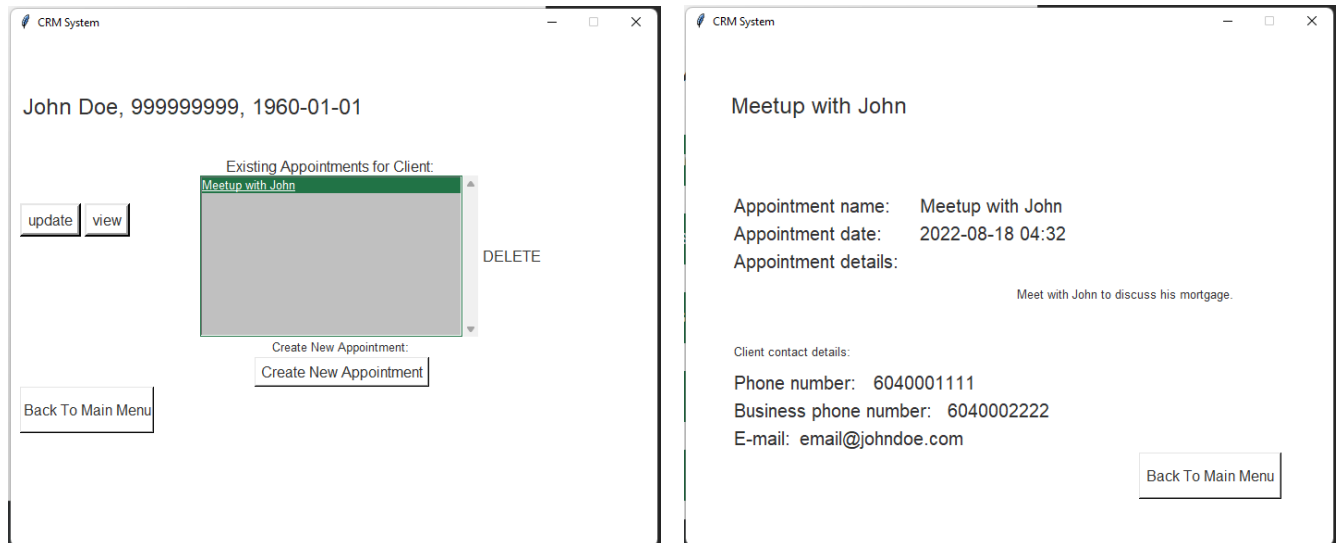 CRM System
John Doe, 999999999, 1960-01-01
Existing Appointments for Client:
Meetup with John
update view
DELETE
Create New Appointment:
Create New Appointment
Back To Main Menu
CRM System
Meetup with John
Appointment name: Meetup with John
Appointment date: 2022-08-18 04:32
Appointment details:
Meet with John to discuss his mortgage.
Client contact details:
Phone number: 6040001111
Business phone number: 6040002222
E-mail: email@johndoe.com
Back To Main Menu